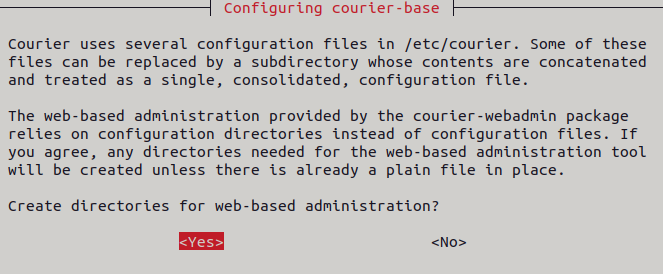 Configuring courier-base
Courier uses several configuration files in /etc/courier. Some of these
files can be replaced by a subdirectory whose contents are concatenated
and treated as a single, consolidated, configuration file.
The web-based administration provided by the courier-webadmin package
relies on configuration directories instead of configuration files. If
you agree, any directories needed for the web-based administration tool
will be created unless there is already a plain file in place.
Create directories for web-based administration?
<Yes> <No>